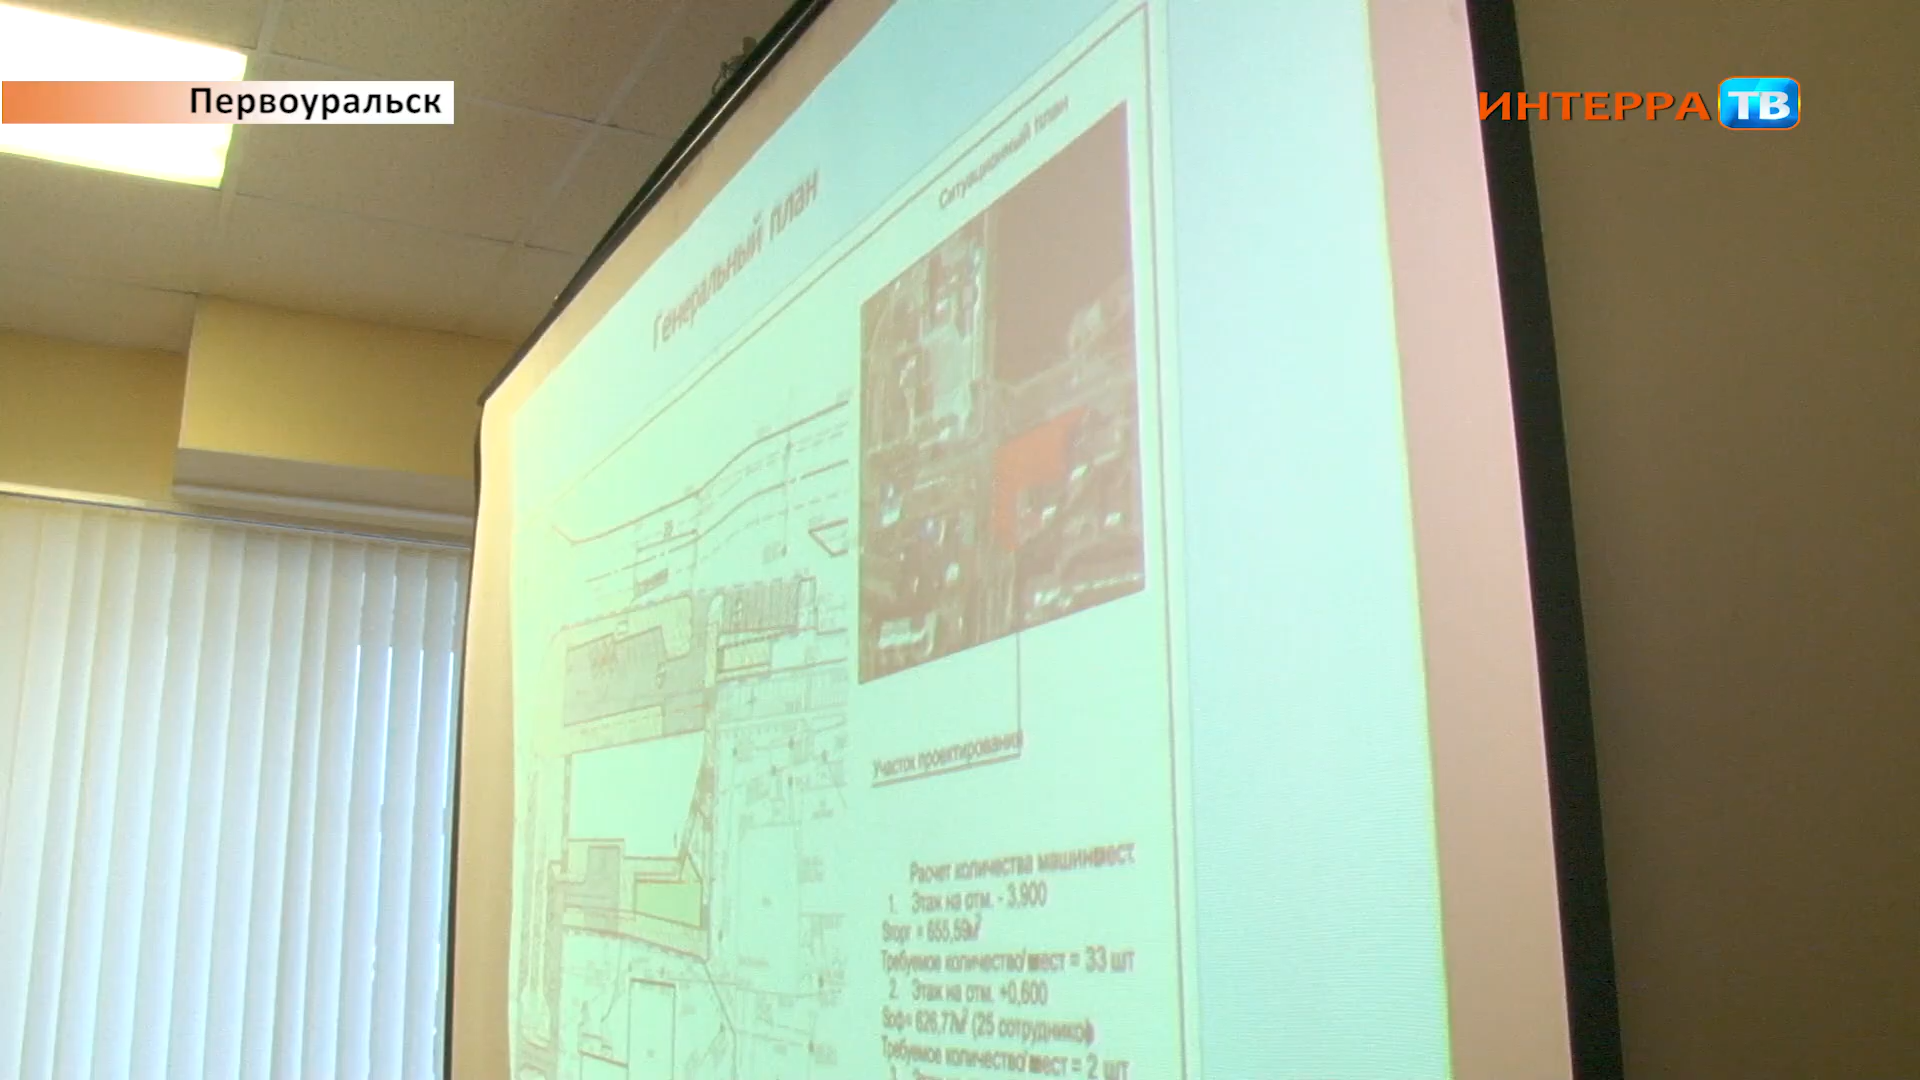 Первоуральск
ИНТЕРРА ТВ
Генеральный план
Ситуационный план
Участок проектирования
Расчет количества машиномест.
1. Этаж на отм. - 3.900
Sторг = 655,59м²
Требуемое количество м/мест = 33 шт
2. Этаж на отм. +0,600
Sоф= 626,77м² (25 сотрудников)
Требуемое количество м/мест = 2 шт